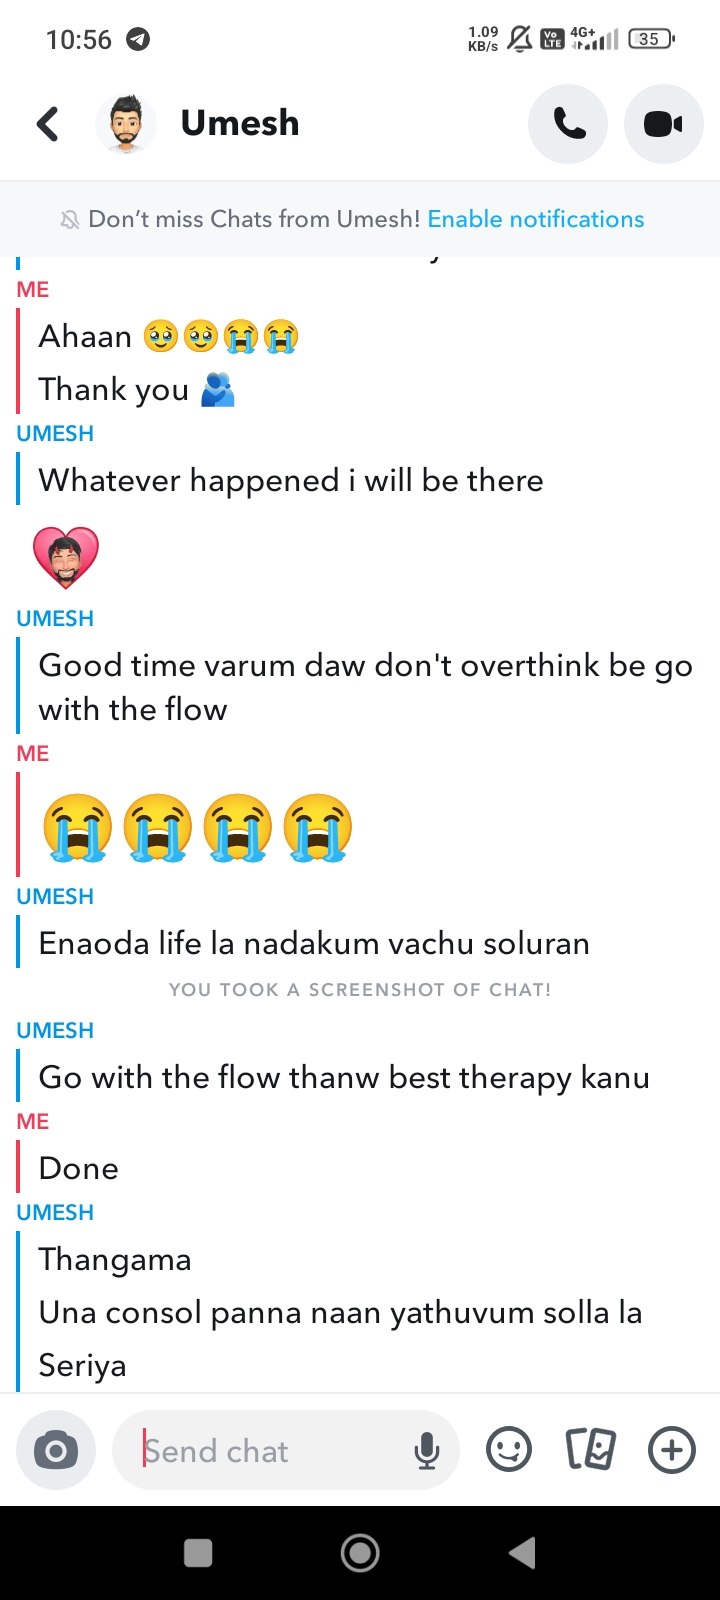 10:56
1.09
KB/s
Vo
LTE
4G+
35
Umesh
Don't miss Chats from Umesh! Enable notifications
ME
Ahaan 🥹🥹😭😭
Thank you 🫂
UMESH
Whatever happened i will be there
UMESH
Good time varum daw don't overthink be go
with the flow
ME
😭😭😭😭
UMESH
Enaoda life la nadakum vachu soluran
YOU TOOK A SCREENSHOT OF CHAT!
UMESH
Go with the flow thanw best therapy kanu
ME
Done
UMESH
Thangama
Una consol panna naan yathuvum solla la
Seriya
Send chat